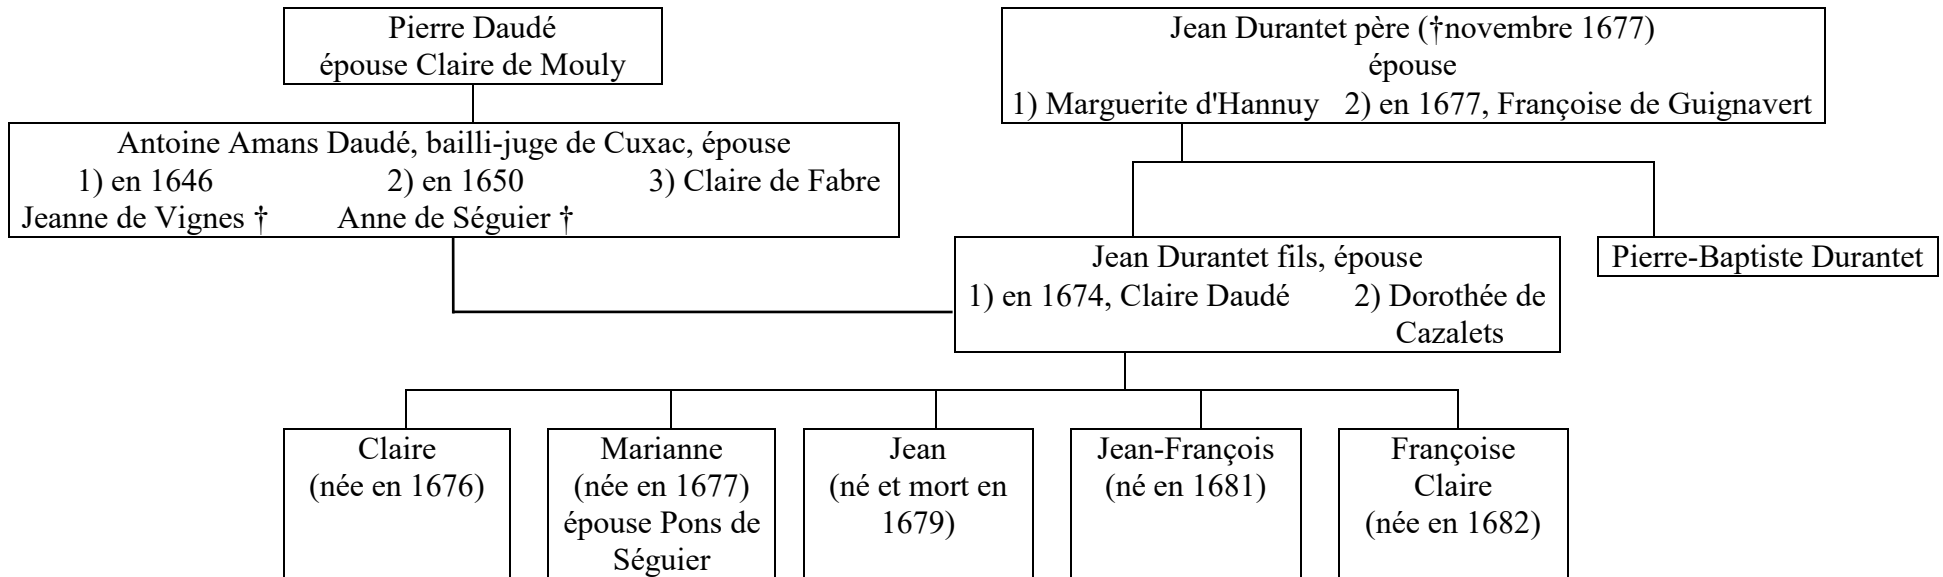 Pierre Daudé
épouse Claire de Mouly
Jean Durantet père (†novembre 1677)
épouse
1) Marguerite d'Hannuy 2) en 1677, Françoise de Guignavert
Antoine Amans Daudé, bailli-juge de Cuxac, épouse
1) en 1646 2) en 1650 3) Claire de Fabre
Jeanne de Vignes † Anne de Séguier †
Jean Durantet fils, épouse
1) en 1674, Claire Daudé 2) Dorothée de
Cazalets
Pierre-Baptiste Durantet
Claire
(née en 1676)
Marianne
(née en 1677)
épouse Pons de
Séguier
Jean
(né et mort en
1679)
Jean-François
(né en 1681)
Françoise
Claire
(née en 1682)